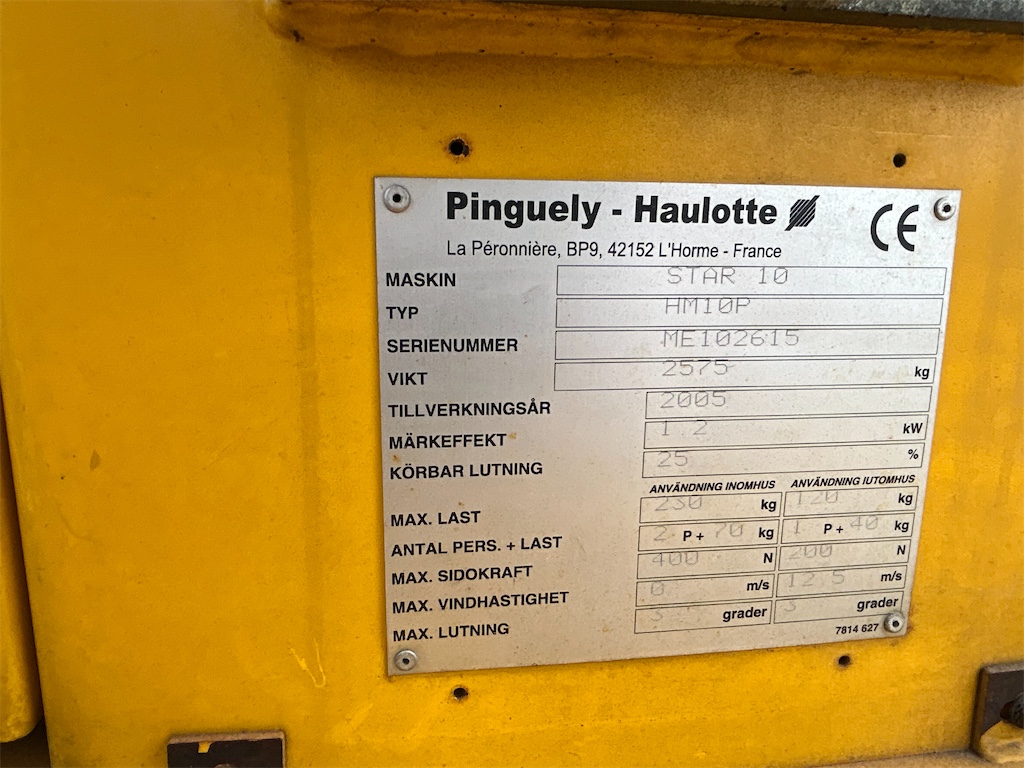 Pinguely - Haulotte
CE
La Péronnière, BP9, 42152 L'Horme - France
MASKIN STAR 10
TYP HM10P
SERIENUMMER ME102615
VIKT 2575 kg
TILLVERKNINGSÅR 2005
MÄRKEFFEKT 1.2 kW
KÖRBAR LUTNING 25 %
ANVÄNDNING INOMHUS ANVÄNDNING IUTOMHUS
MAX. LAST 230 kg 120 kg
ANTAL PERS. + LAST 2 P + 70 kg 1 P + 40 kg
MAX. SIDOKRAFT 400 N 200 N
MAX. VINDHASTIGHET 0 m/s 12.5 m/s
MAX. LUTNING grader 3 grader
7814 627